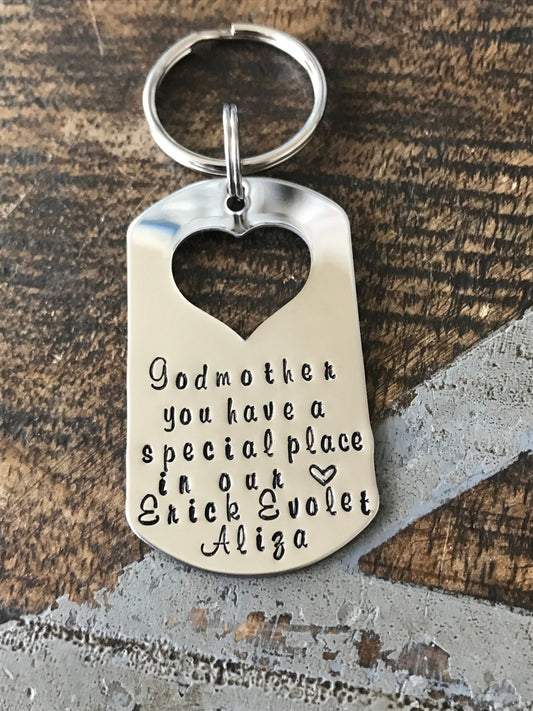 Godmother
you have a
special place
in our ♡
Erick Evolet
Aliza